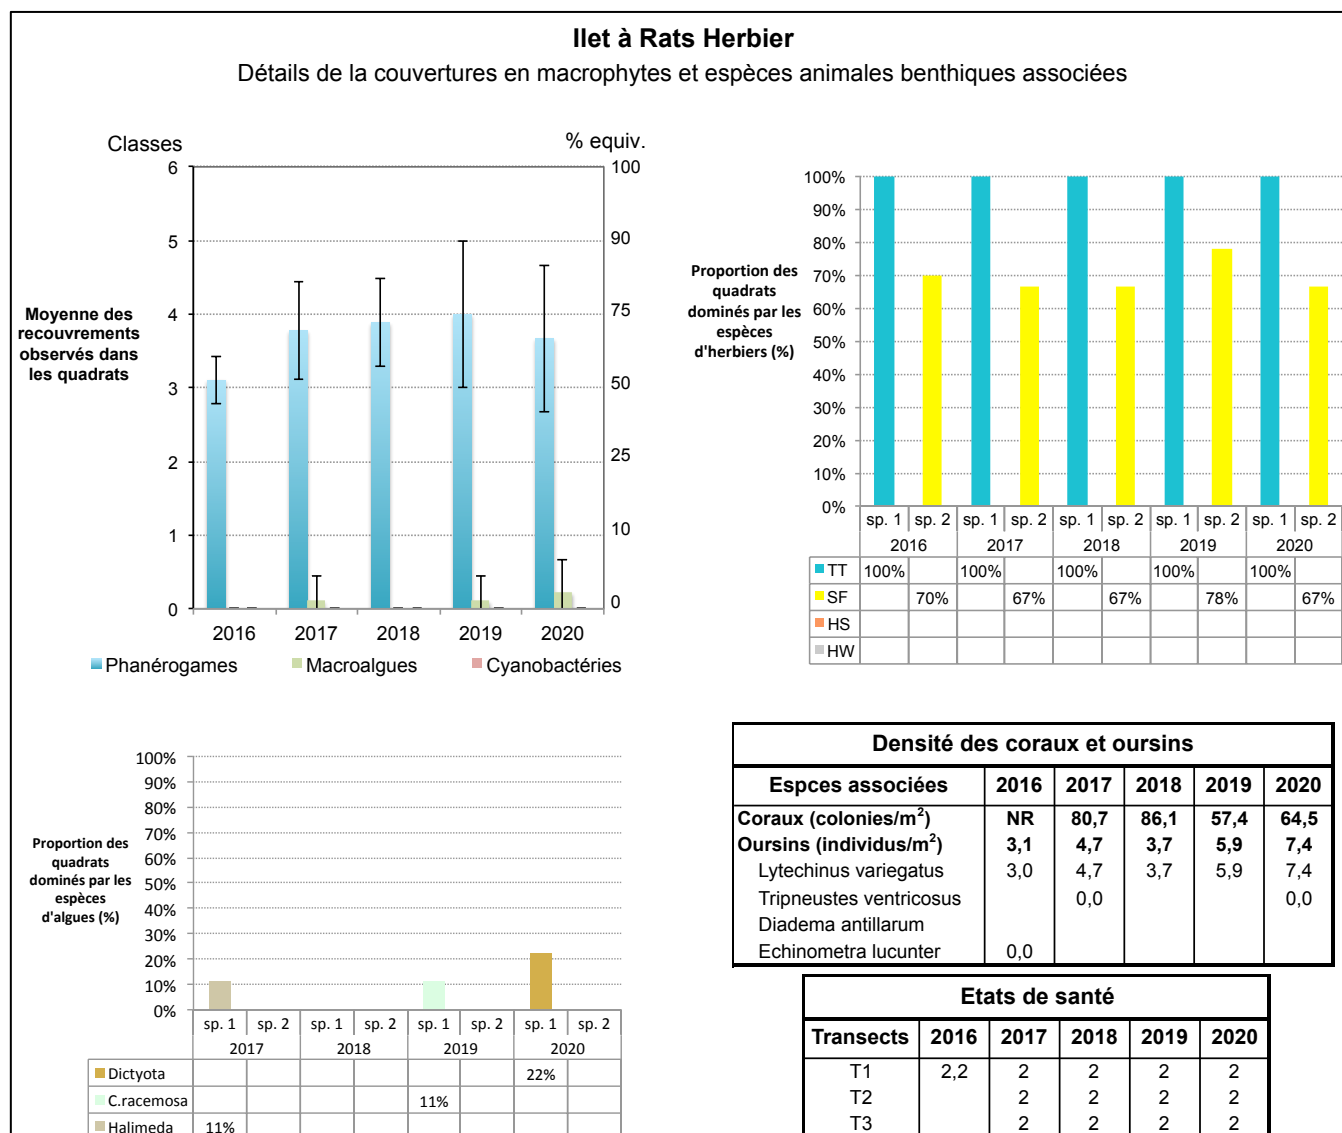 Ilet à Rats Herbier
Détails de la couvertures en macrophytes et espèces animales benthiques associées
Classes
% equiv.
6
5
4
3
2
1
0
100
90
75
50
25
10
0
Moyenne des
recouvrements
observés dans
les quadrats
2016 2017 2018 2019 2020
Phanérogames Macroalgues Cyanobactéries
Proportion des
quadrats
dominés par les
espèces
d'herbiers (%)
100%
90%
80%
70%
60%
50%
40%
30%
20%
10%
0%
sp. 1 sp. 2 sp. 1 sp. 2 sp. 1 sp. 2 sp. 1 sp. 2 sp. 1 sp. 2
2016 2017 2018 2019 2020
TT 100% 100% 100% 100% 100%
SF 70% 67% 67% 78% 67%
HS
HW
Proportion des
quadrats
dominés par les
espèces
d'algues (%)
100%
90%
80%
70%
60%
50%
40%
30%
20%
10%
0%
sp. 1 sp. 2 sp. 1 sp. 2 sp. 1 sp. 2 sp. 1 sp. 2
2017 2018 2019 2020
Dictyota 22%
C.racemosa 11%
Halimeda 11%
Densité des coraux et oursins
Espces associées 2016 2017 2018 2019 2020
Coraux (colonies/m²) NR 80,7 86,1 57,4 64,5
Oursins (individus/m²) 3,1 4,7 3,7 5,9 7,4
Lytechinus variegatus 3,0 4,7 3,7 5,9 7,4
Tripneustes ventricosus 0,0 0,0
Diadema antillarum
Echinometra lucunter 0,0
Etats de santé
Transects 2016 2017 2018 2019 2020
T1 2,2 2 2 2 2
T2 2 2 2 2
T3 2 2 2 2